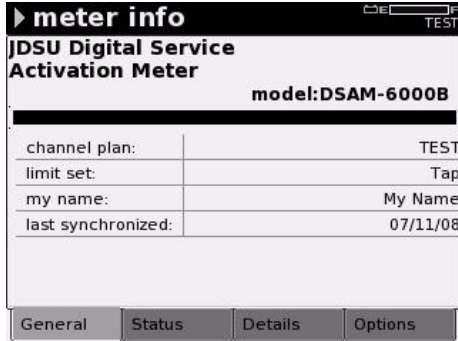 meter info
E F
TEST
JDSU Digital Service
Activation Meter
model:DSAM-6000B
channel plan: TEST
limit set: Tap
my name: My Name
last synchronized: 07/11/08
General Status Details Options